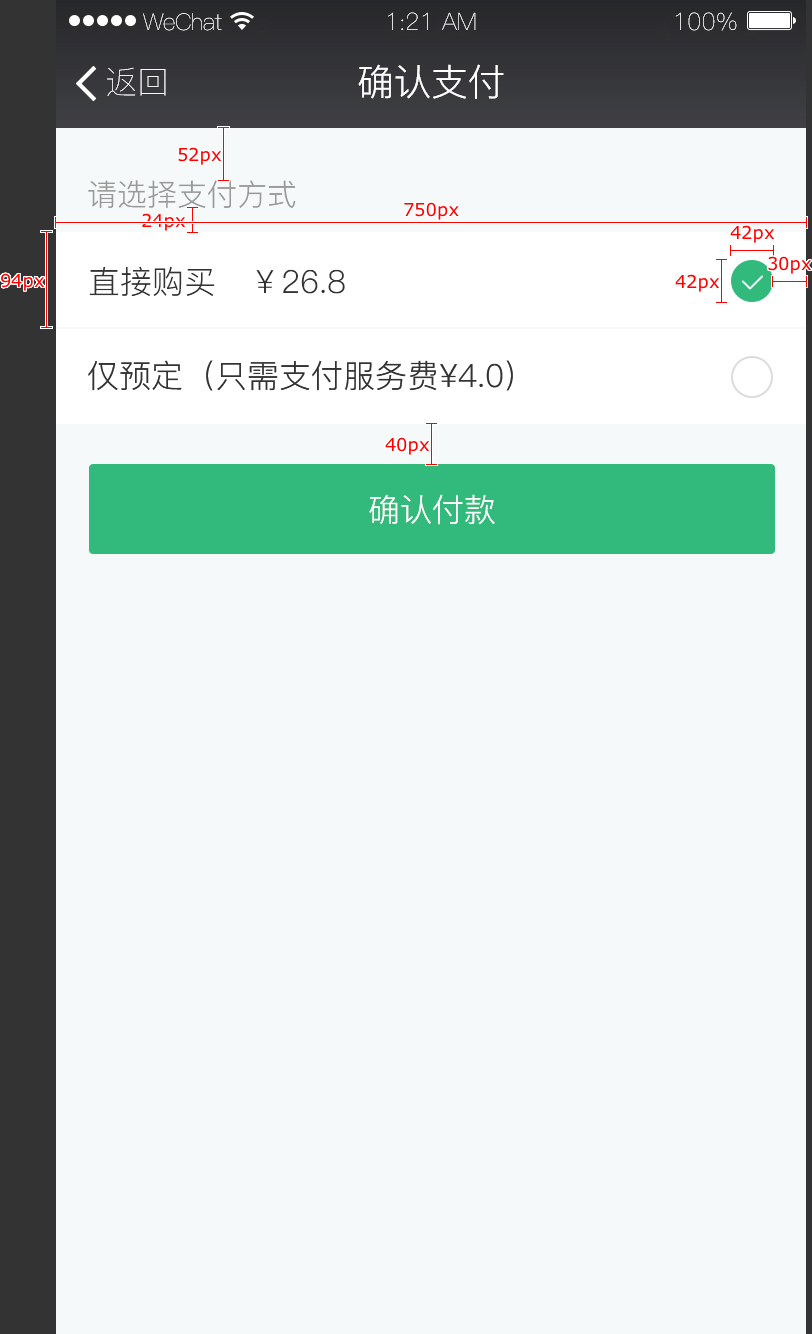 WeChat 1:21 AM 100%
返回 确认支付
52px
请选择支付方式
750px
24px
42px
30px
94px
直接购买 ¥ 26.8
42px
仅预定（只需支付服务费¥4.0）
40px
确认付款